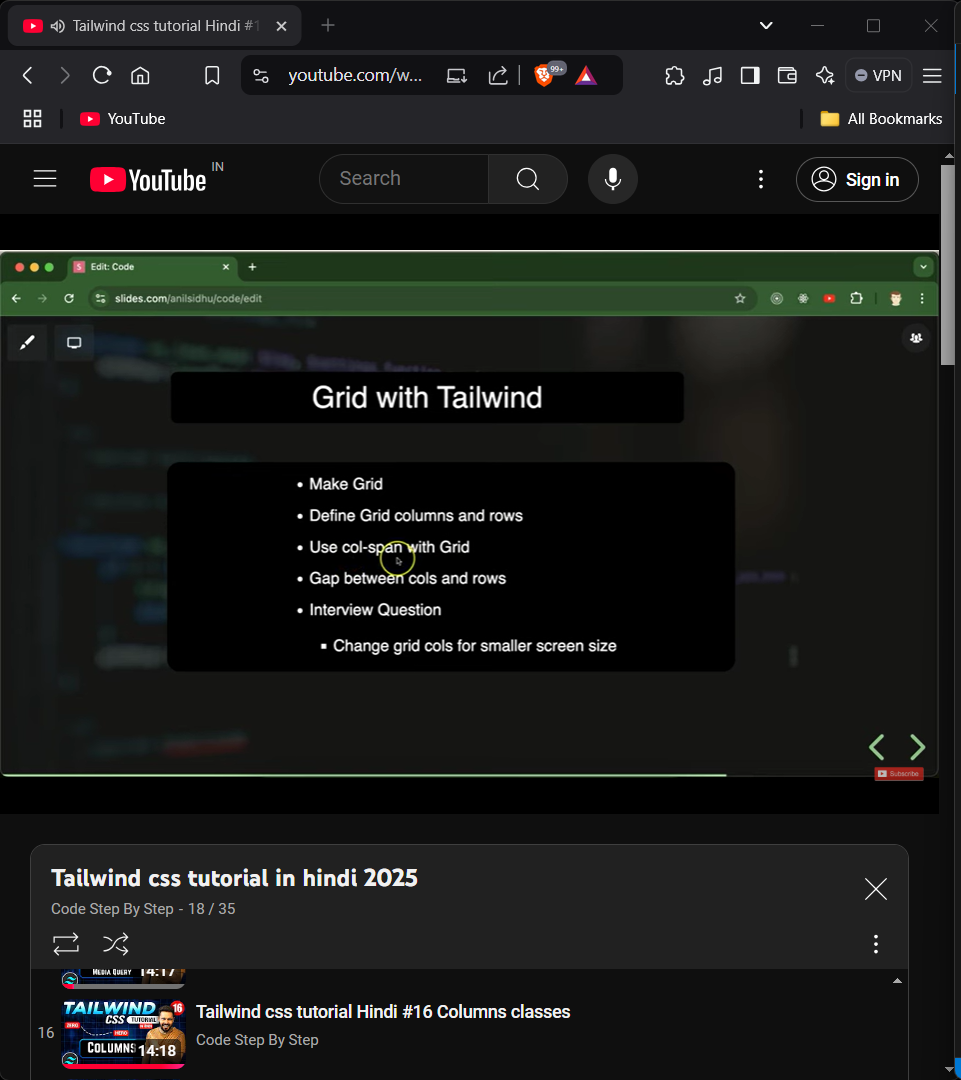 Tailwind css tutorial Hindi #1
youtube.com/w...
99+
VPN
YouTube
All Bookmarks
YouTube IN
Search
Sign in
Edit: Code
slides.com/anilsidhu/code/edit
Grid with Tailwind
• Make Grid
• Define Grid columns and rows
• Use col-span with Grid
• Gap between cols and rows
• Interview Question
▪ Change grid cols for smaller screen size
Subscribe
Tailwind css tutorial in hindi 2025
Code Step By Step - 18 / 35
MEDIA QUERY
14:17
16
TAILWIND
16
CSS TUTORIAL
ZERO
HERO
COLUMNS
14:18
Tailwind css tutorial Hindi #16 Columns classes
Code Step By Step